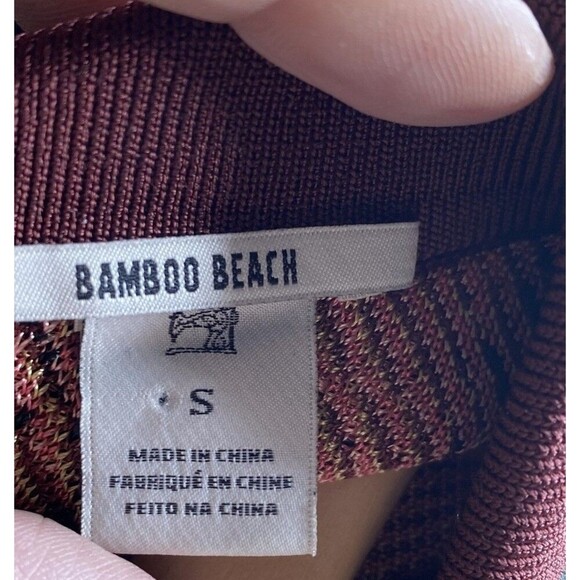 BAMBOO BEACH
S
MADE IN CHINA
FABRIQUÉ EN CHINE
FEITO NA CHINA